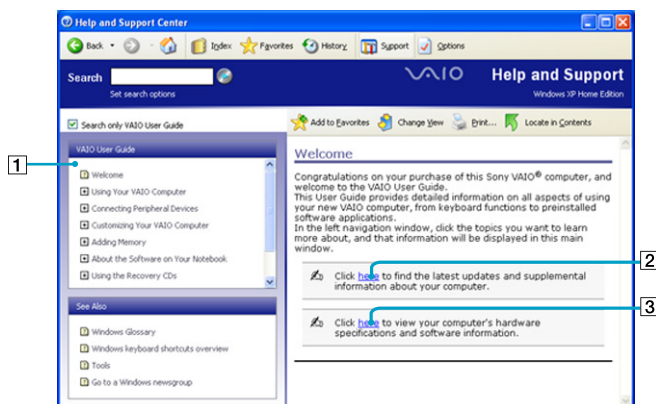 Help and Support Center
Back
Index
Favorites
History
Support
Options
Search
Set search options
VAIO
Help and Support
Windows XP Home Edition
Search only VAIO User Guide
Add to Favorites
Change View
Print...
Locate in Contents
1
VAIO User Guide
Welcome
Using Your VAIO Computer
Connecting Peripheral Devices
Customizing Your VAIO Computer
Adding Memory
About the Software on Your Notebook
Using the Recovery CDs
See Also
Windows Glossary
Windows keyboard shortcuts overview
Tools
Go to a Windows newsgroup
Welcome
Congratulations on your purchase of this Sony VAIO® computer, and
welcome to the VAIO User Guide.
This User Guide provides detailed information on all aspects of using
your new VAIO computer, from keyboard functions to preinstalled
software applications.
In the left navigation window, click the topics you want to learn
more about, and that information will be displayed in this main
window.
2
Click here to find the latest updates and supplemental
information about your computer.
3
Click here to view your computer's hardware
specifications and software information.